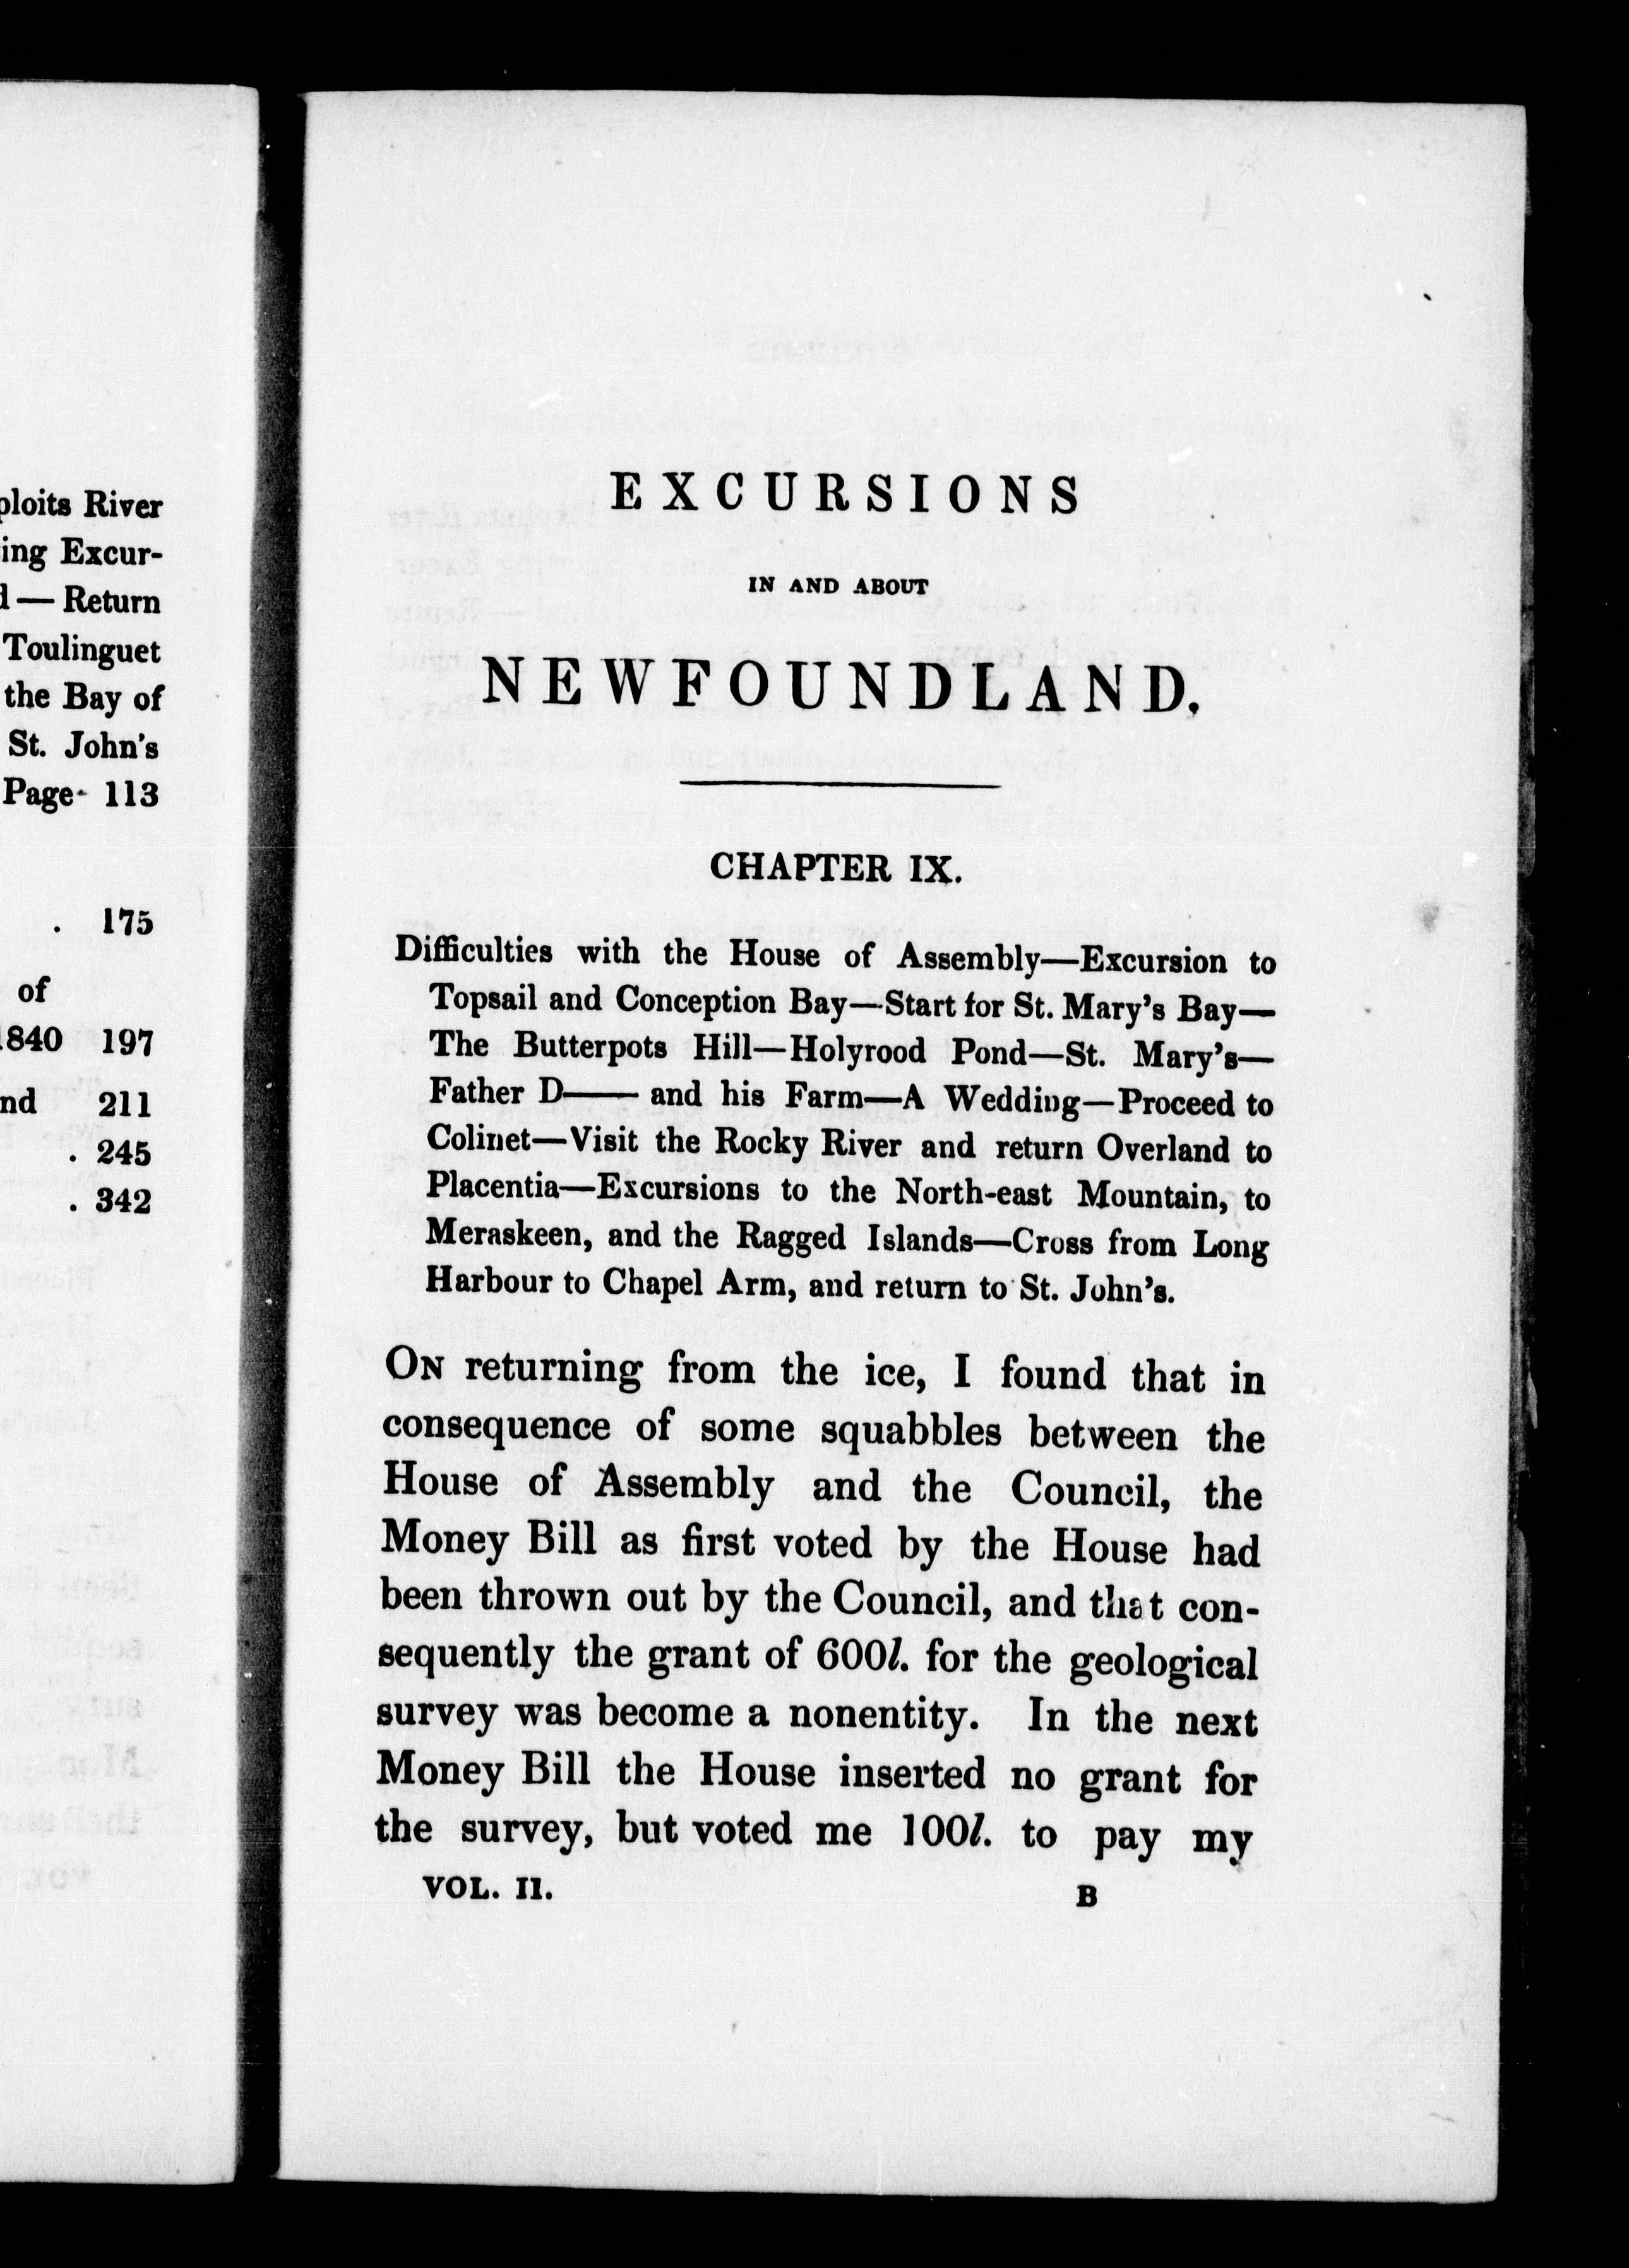 ploits River
ing Excur-
— Return
Toulinguet
the Bay of
St. John's
Page 113
. 175
of
1840 197
nd 211
. 245
. 342
EXCURSIONS
IN AND ABOUT
NEWFOUNDLAND.
CHAPTER IX.
Difficulties with the House of Assembly—Excursion to
Topsail and Conception Bay—Start for St. Mary's Bay—
The Butterpots Hill—Holyrood Pond—St. Mary's—
Father D—— and his Farm—A Wedding—Proceed to
Colinet—Visit the Rocky River and return Overland to
Placentia—Excursions to the North-east Mountain, to
Meraskeen, and the Ragged Islands—Cross from Long
Harbour to Chapel Arm, and return to St. John's.
On returning from the ice, I found that in
consequence of some squabbles between the
House of Assembly and the Council, the
Money Bill as first voted by the House had
been thrown out by the Council, and that con-
sequently the grant of 600l. for the geological
survey was become a nonentity. In the next
Money Bill the House inserted no grant for
the survey, but voted me 100l. to pay my
VOL. II. B